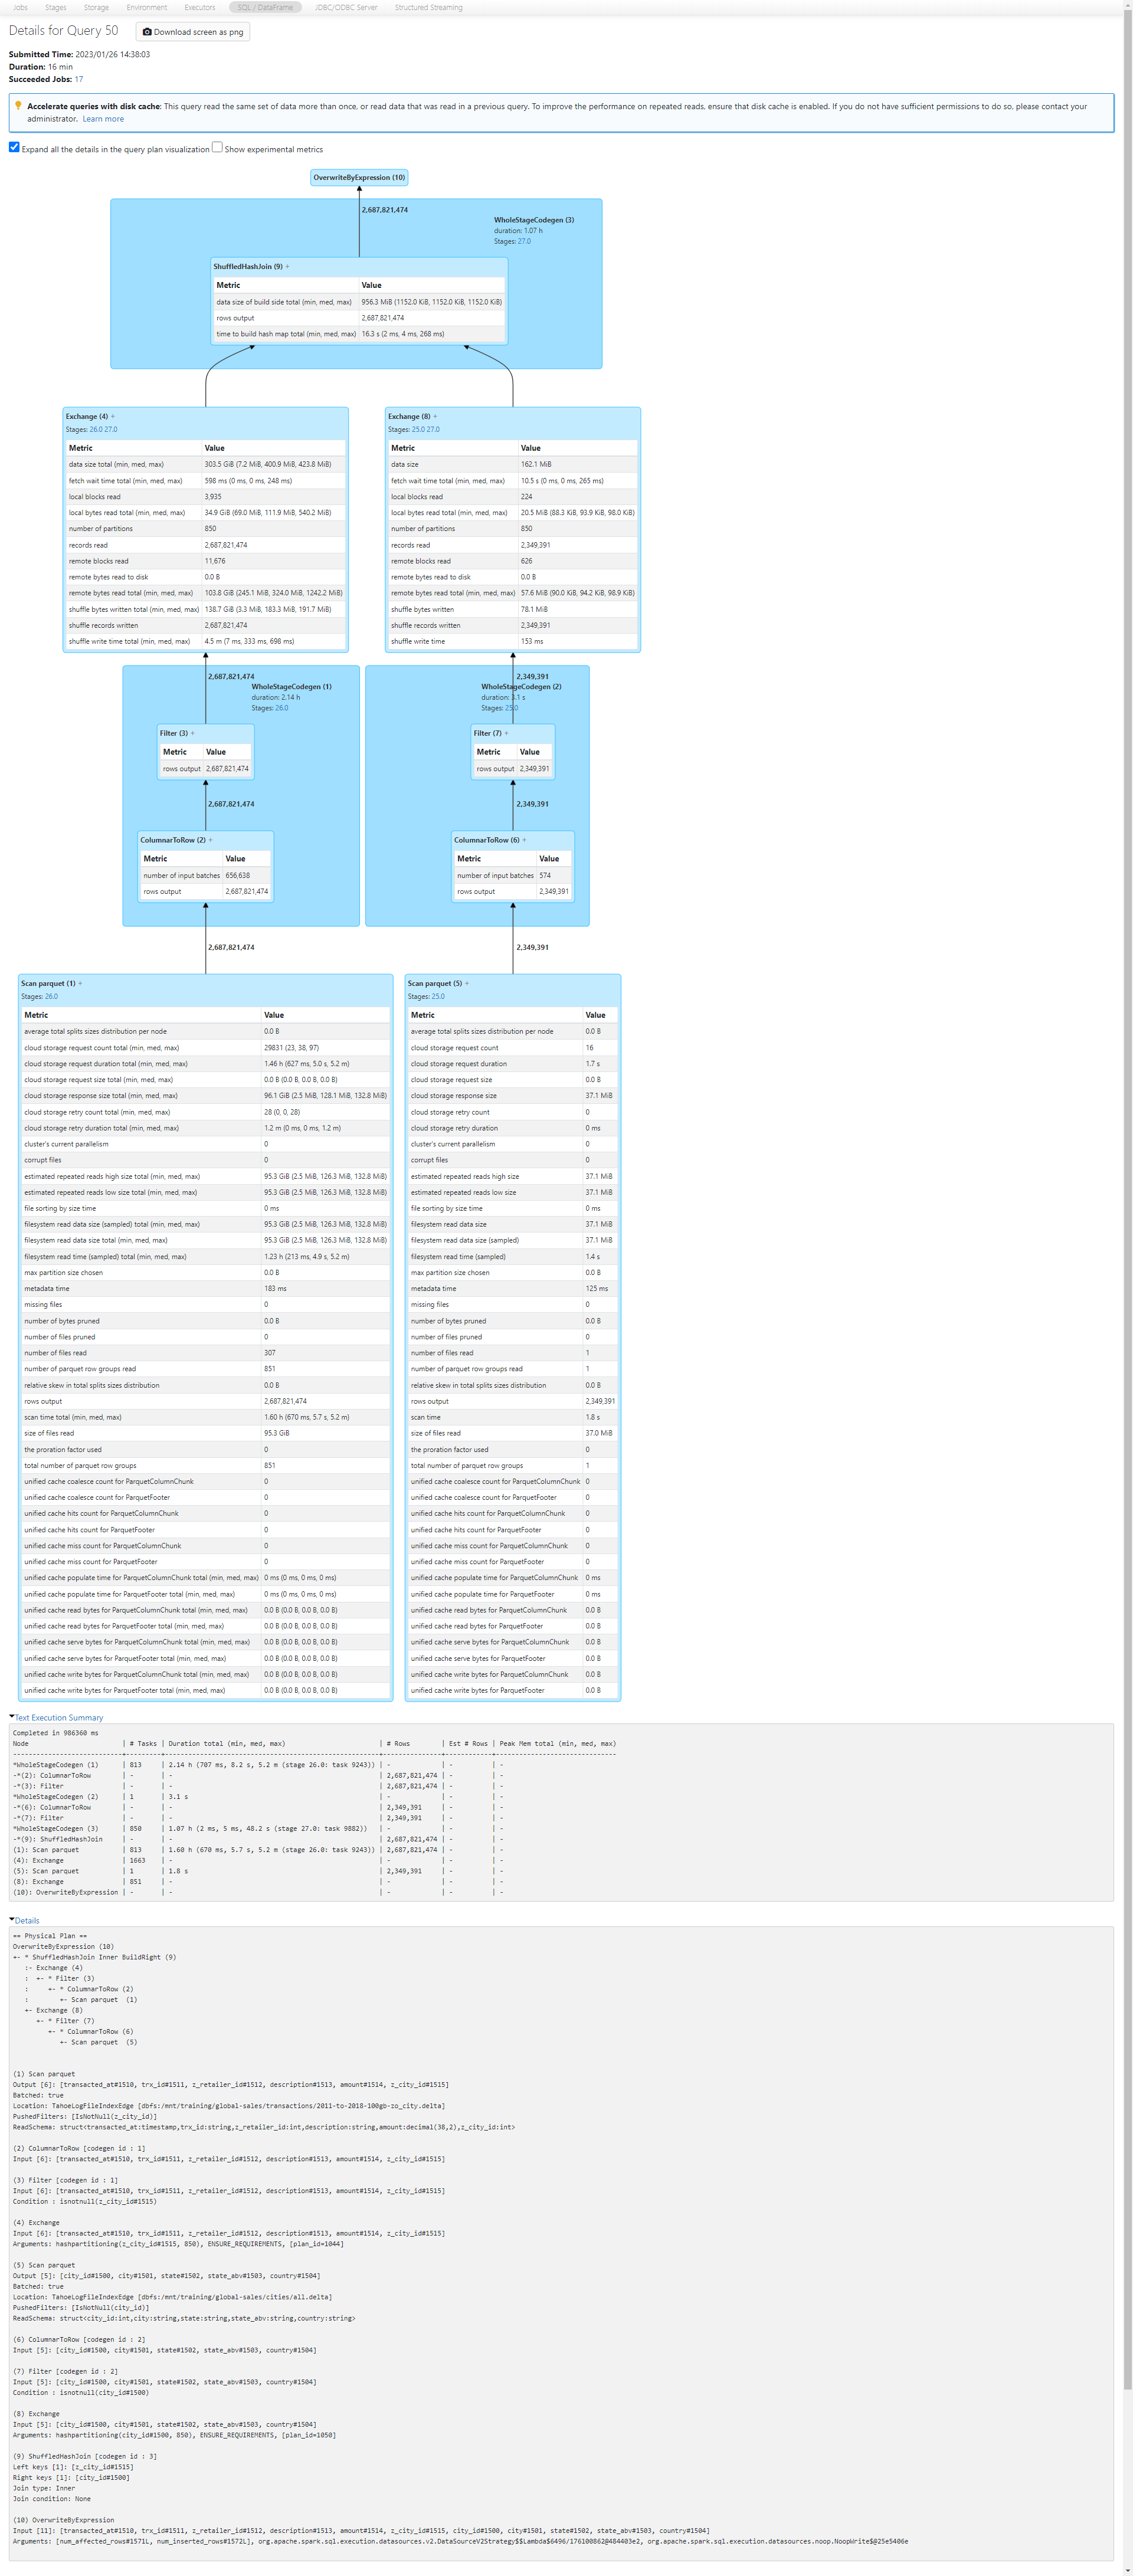 Jobs Stages Storage Environment Executors SQL / DataFrame JDBC/ODBC Server Structured Streaming
Details for Query 50 Download screen as png
Submitted Time: 2023/01/26 14:38:03
Duration: 16 min
Succeeded Jobs: 17
Accelerate queries with disk cache: This query read the same set of data more than once, or read data that was read in a previous query. To improve the performance on repeated reads, ensure that disk cache is enabled. If you do not have sufficient permissions to do so, please contact your
administrator. Learn more
Expand all the details in the query plan visualization Show experimental metrics
OverwriteByExpression (10)
2,687,821,474
WholeStageCodegen (3)
duration: 1.07 h
Stages: 27.0
ShuffledHashJoin (9) +
Metric Value
data size of build side total (min, med, max) 956.3 MiB (1152.0 KiB, 1152.0 KiB, 1152.0 KiB)
rows output 2,687,821,474
time to build hash map total (min, med, max) 16.3 s (2 ms, 4 ms, 268 ms)
Exchange (4) +
Stages: 26.0 27.0
Metric Value
data size total (min, med, max) 303.5 GiB (7.2 MiB, 400.9 MiB, 423.8 MiB)
fetch wait time total (min, med, max) 598 ms (0 ms, 0 ms, 248 ms)
local blocks read 3,935
local bytes read total (min, med, max) 34.9 GiB (69.0 MiB, 111.9 MiB, 540.2 MiB)
number of partitions 850
records read 2,687,821,474
remote blocks read 11,676
remote bytes read to disk 0.0 B
remote bytes read total (min, med, max) 103.8 GiB (245.1 MiB, 324.0 MiB, 1242.2 MiB)
shuffle bytes written total (min, med, max) 138.7 GiB (3.3 MiB, 183.3 MiB, 191.7 MiB)
shuffle records written 2,687,821,474
shuffle write time total (min, med, max) 4.5 m (7 ms, 333 ms, 698 ms)
Exchange (8) +
Stages: 25.0 27.0
Metric Value
data size 162.1 MiB
fetch wait time total (min, med, max) 10.5 s (0 ms, 0 ms, 265 ms)
local blocks read 224
local bytes read total (min, med, max) 20.5 MiB (88.3 KiB, 93.9 KiB, 98.0 KiB)
number of partitions 850
records read 2,349,391
remote blocks read 626
remote bytes read to disk 0.0 B
remote bytes read total (min, med, max) 57.6 MiB (90.0 KiB, 94.2 KiB, 98.9 KiB)
shuffle bytes written 78.1 MiB
shuffle records written 2,349,391
shuffle write time 153 ms
2,687,821,474
WholeStageCodegen (1)
duration: 2.14 h
Stages: 26.0
Filter (3) +
Metric Value
rows output 2,687,821,474
2,687,821,474
ColumnarToRow (2) +
Metric Value
number of input batches 656,638
rows output 2,687,821,474
2,687,821,474
2,349,391
WholeStageCodegen (2)
duration: 3.1 s
Stages: 25.0
Filter (7) +
Metric Value
rows output 2,349,391
2,349,391
ColumnarToRow (6) +
Metric Value
number of input batches 574
rows output 2,349,391
2,349,391
Scan parquet (1) +
Stages: 26.0
Metric Value
average total splits sizes distribution per node 0.0 B
cloud storage request count total (min, med, max) 29831 (23, 38, 97)
cloud storage request duration total (min, med, max) 1.46 h (627 ms, 5.0 s, 5.2 m)
cloud storage request size total (min, med, max) 0.0 B (0.0 B, 0.0 B, 0.0 B)
cloud storage response size total (min, med, max) 96.1 GiB (2.5 MiB, 128.1 MiB, 132.8 MiB)
cloud storage retry count total (min, med, max) 28 (0, 0, 28)
cloud storage retry duration total (min, med, max) 1.2 m (0 ms, 0 ms, 1.2 m)
cluster's current parallelism 0
corrupt files 0
estimated repeated reads high size total (min, med, max) 95.3 GiB (2.5 MiB, 126.3 MiB, 132.8 MiB)
estimated repeated reads low size total (min, med, max) 95.3 GiB (2.5 MiB, 126.3 MiB, 132.8 MiB)
file sorting by size time 0 ms
filesystem read data size (sampled) total (min, med, max) 95.3 GiB (2.5 MiB, 126.3 MiB, 132.8 MiB)
filesystem read data size total (min, med, max) 95.3 GiB (2.5 MiB, 126.3 MiB, 132.8 MiB)
filesystem read time (sampled) total (min, med, max) 1.23 h (213 ms, 4.9 s, 5.2 m)
max partition size chosen 0.0 B
metadata time 183 ms
missing files 0
number of bytes pruned 0.0 B
number of files pruned 0
number of files read 307
number of parquet row groups read 851
relative skew in total splits sizes distribution 0.0 B
rows output 2,687,821,474
scan time total (min, med, max) 1.60 h (670 ms, 5.7 s, 5.2 m)
size of files read 95.3 GiB
the proration factor used 0
total number of parquet row groups 851
unified cache coalesce count for ParquetColumnChunk 0
unified cache coalesce count for ParquetFooter 0
unified cache hits count for ParquetColumnChunk 0
unified cache hits count for ParquetFooter 0
unified cache miss count for ParquetColumnChunk 0
unified cache miss count for ParquetFooter 0
unified cache populate time for ParquetColumnChunk total (min, med, max) 0 ms (0 ms, 0 ms, 0 ms)
unified cache populate time for ParquetFooter total (min, med, max) 0 ms (0 ms, 0 ms, 0 ms)
unified cache read bytes for ParquetColumnChunk total (min, med, max) 0.0 B (0.0 B, 0.0 B, 0.0 B)
unified cache read bytes for ParquetFooter total (min, med, max) 0.0 B (0.0 B, 0.0 B, 0.0 B)
unified cache serve bytes for ParquetColumnChunk total (min, med, max) 0.0 B (0.0 B, 0.0 B, 0.0 B)
unified cache serve bytes for ParquetFooter total (min, med, max) 0.0 B (0.0 B, 0.0 B, 0.0 B)
unified cache write bytes for ParquetColumnChunk total (min, med, max) 0.0 B (0.0 B, 0.0 B, 0.0 B)
unified cache write bytes for ParquetFooter total (min, med, max) 0.0 B (0.0 B, 0.0 B, 0.0 B)
Scan parquet (5) +
Stages: 25.0
Metric Value
average total splits sizes distribution per node 0.0 B
cloud storage request count 16
cloud storage request duration 1.7 s
cloud storage request size 0.0 B
cloud storage response size 37.1 MiB
cloud storage retry count 0
cloud storage retry duration 0 ms
cluster's current parallelism 0
corrupt files 0
estimated repeated reads high size 37.1 MiB
estimated repeated reads low size 37.1 MiB
file sorting by size time 0 ms
filesystem read data size 37.1 MiB
filesystem read data size (sampled) 37.1 MiB
filesystem read time (sampled) 1.4 s
max partition size chosen 0.0 B
metadata time 125 ms
missing files 0
number of bytes pruned 0.0 B
number of files pruned 0
number of files read 1
number of parquet row groups read 1
relative skew in total splits sizes distribution 0.0 B
rows output 2,349,391
scan time 1.8 s
size of files read 37.0 MiB
the proration factor used 0
total number of parquet row groups 1
unified cache coalesce count for ParquetColumnChunk 0
unified cache coalesce count for ParquetFooter 0
unified cache hits count for ParquetColumnChunk 0
unified cache hits count for ParquetFooter 0
unified cache miss count for ParquetColumnChunk 0
unified cache miss count for ParquetFooter 0
unified cache populate time for ParquetColumnChunk 0 ms
unified cache populate time for ParquetFooter 0 ms
unified cache read bytes for ParquetColumnChunk 0.0 B
unified cache read bytes for ParquetFooter 0.0 B
unified cache serve bytes for ParquetColumnChunk 0.0 B
unified cache serve bytes for ParquetFooter 0.0 B
unified cache write bytes for ParquetColumnChunk 0.0 B
unified cache write bytes for ParquetFooter 0.0 B
Text Execution Summary
Completed in 986360 ms
Node | # Tasks | Duration total (min, med, max) | # Rows | Est # Rows | Peak Mem total (min, med, max)
*WholeStageCodegen (1) | 813 | 2.14 h (707 ms, 8.2 s, 5.2 m (stage 26.0: task 9243)) | - | - | -
-*(2): ColumnarToRow | - | - | 2,687,821,474 | - | -
-*(3): Filter | - | - | 2,687,821,474 | - | -
*WholeStageCodegen (2) | 1 | 3.1 s | - | - | -
-*(6): ColumnarToRow | - | - | 2,349,391 | - | -
-*(7): Filter | - | - | 2,349,391 | - | -
*WholeStageCodegen (3) | 850 | 1.07 h (2 ms, 5 ms, 48.2 s (stage 27.0: task 9882)) | - | - | -
-*(9): ShuffledHashJoin | - | - | 2,687,821,474 | - | -
(1): Scan parquet | 813 | 1.60 h (670 ms, 5.7 s, 5.2 m (stage 26.0: task 9243)) | 2,687,821,474 | - | -
(4): Exchange | 1663 | - | - | - | -
(5): Scan parquet | 1 | 1.8 s | 2,349,391 | - | -
(8): Exchange | 851 | - | - | - | -
(10): OverwriteByExpression | - | - | - | - | -
Details
== Physical Plan ==
OverwriteByExpression (10)
+- * ShuffledHashJoin Inner BuildRight (9)
:- Exchange (4)
: +- * Filter (3)
: +- * ColumnarToRow (2)
: +- Scan parquet (1)
+- Exchange (8)
+- * Filter (7)
+- * ColumnarToRow (6)
+- Scan parquet (5)
(1) Scan parquet
Output [6]: [transacted_at#1510, trx_id#1511, z_retailer_id#1512, description#1513, amount#1514, z_city_id#1515]
Batched: true
Location: TahoeLogFileIndexEdge [dbfs:/mnt/training/global-sales/transactions/2011-to-2018-100gb-zo_city.delta]
PushedFilters: [IsNotNull(z_city_id)]
ReadSchema: struct<transacted_at:timestamp,trx_id:string,z_retailer_id:int,description:string,amount:decimal(38,2),z_city_id:int>
(2) ColumnarToRow [codegen id : 1]
Input [6]: [transacted_at#1510, trx_id#1511, z_retailer_id#1512, description#1513, amount#1514, z_city_id#1515]
(3) Filter [codegen id : 1]
Input [6]: [transacted_at#1510, trx_id#1511, z_retailer_id#1512, description#1513, amount#1514, z_city_id#1515]
Condition : isnotnull(z_city_id#1515)
(4) Exchange
Input [6]: [transacted_at#1510, trx_id#1511, z_retailer_id#1512, description#1513, amount#1514, z_city_id#1515]
Arguments: hashpartitioning(z_city_id#1515, 850), ENSURE_REQUIREMENTS, [plan_id=1044]
(5) Scan parquet
Output [5]: [city_id#1500, city#1501, state#1502, state_abv#1503, country#1504]
Batched: true
Location: TahoeLogFileIndexEdge [dbfs:/mnt/training/global-sales/cities/all.delta]
PushedFilters: [IsNotNull(city_id)]
ReadSchema: struct<city_id:int,city:string,state:string,state_abv:string,country:string>
(6) ColumnarToRow [codegen id : 2]
Input [5]: [city_id#1500, city#1501, state#1502, state_abv#1503, country#1504]
(7) Filter [codegen id : 2]
Input [5]: [city_id#1500, city#1501, state#1502, state_abv#1503, country#1504]
Condition : isnotnull(city_id#1500)
(8) Exchange
Input [5]: [city_id#1500, city#1501, state#1502, state_abv#1503, country#1504]
Arguments: hashpartitioning(city_id#1500, 850), ENSURE_REQUIREMENTS, [plan_id=1050]
(9) ShuffledHashJoin [codegen id : 3]
Left keys [1]: [z_city_id#1515]
Right keys [1]: [city_id#1500]
Join type: Inner
Join condition: None
(10) OverwriteByExpression
Input [11]: [transacted_at#1510, trx_id#1511, z_retailer_id#1512, description#1513, amount#1514, z_city_id#1515, city_id#1500, city#1501, state#1502, state_abv#1503, country#1504]
Arguments: [num_affected_rows#1571L, num_inserted_rows#1572L], org.apache.spark.sql.execution.datasources.v2.DataSourceV2Strategy$$Lambda$6496/176100862@484403e2, org.apache.spark.sql.execution.datasources.noop.NoopWrite$@25e5406e